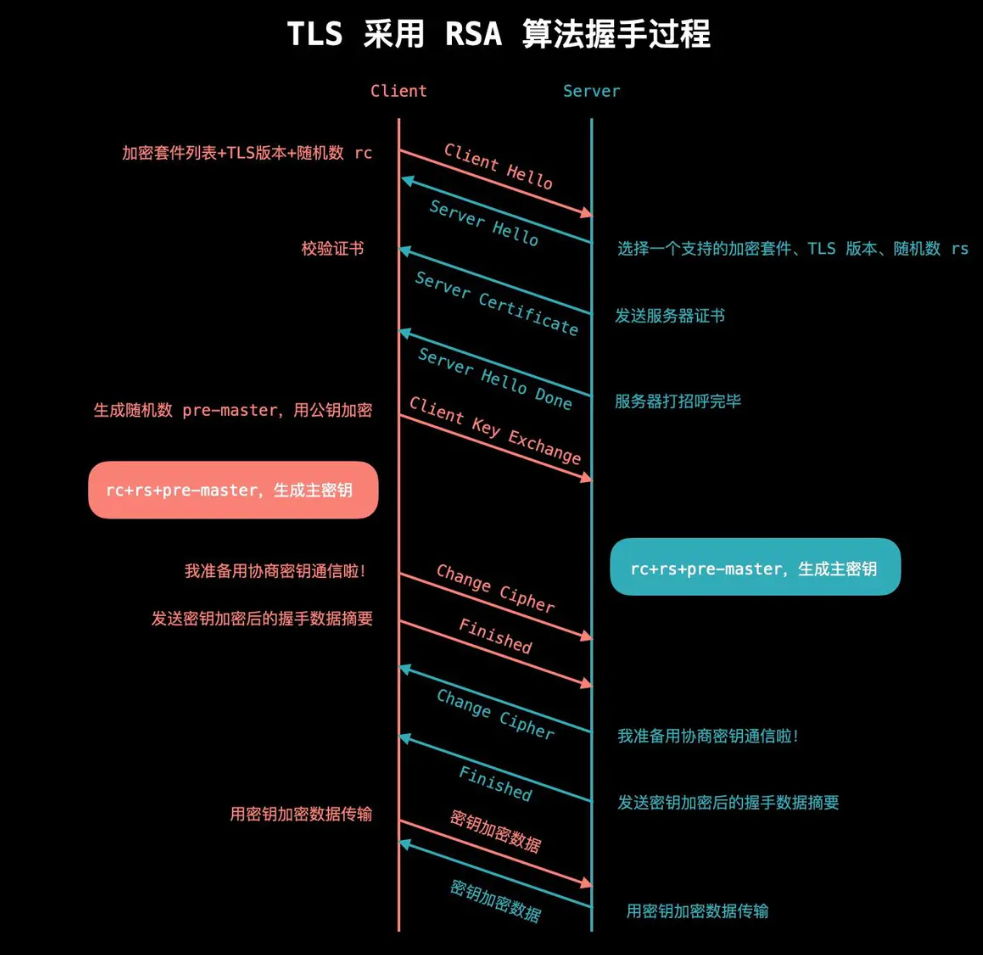 TLS 采用 RSA 算法握手过程
Client
Server
加密套件列表+TLS版本+随机数 rc
Client Hello
Server Hello
选择一个支持的加密套件、TLS 版本、随机数 rs
校验证书
Server Certificate
发送服务器证书
Server Hello Done
服务器打招呼完毕
生成随机数 pre-master，用公钥加密
Client Key Exchange
rc+rs+pre-master，生成主密钥
rc+rs+pre-master，生成主密钥
我准备用协商密钥通信啦！
Change Cipher
发送密钥加密后的握手数据摘要
Finished
Change Cipher
我准备用协商密钥通信啦！
Finished
发送密钥加密后的握手数据摘要
用密钥加密数据传输
密钥加密数据
密钥加密数据
用密钥加密数据传输